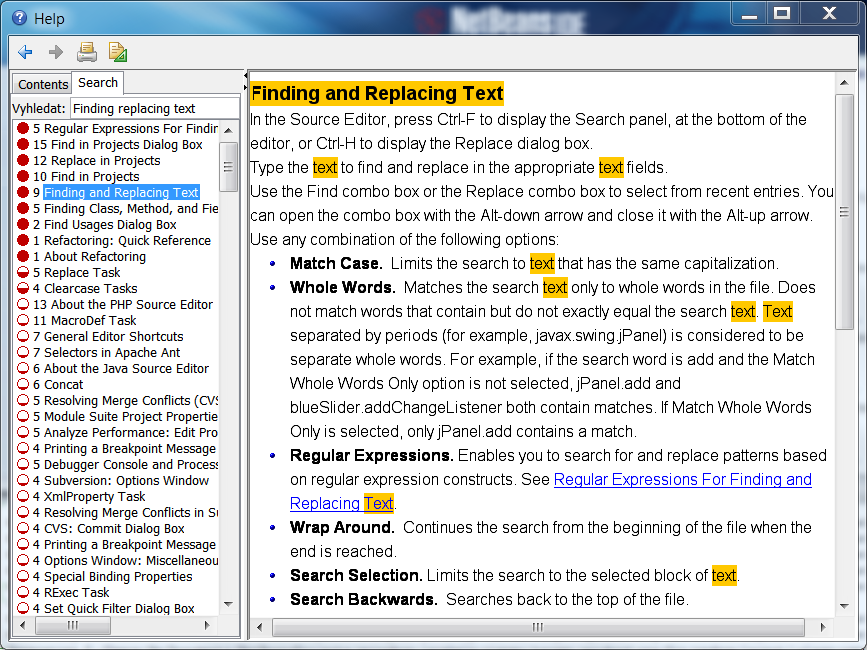 Help
NetBeans IDE
Contents
Search
Vyhledat:
Finding replacing text
5 Regular Expressions For Findin
15 Find in Projects Dialog Box
12 Replace in Projects
10 Find in Projects
9 Finding and Replacing Text
5 Finding Class, Method, and Fie
2 Find Usages Dialog Box
1 Refactoring: Quick Reference
1 About Refactoring
5 Replace Task
4 Clearcase Tasks
13 About the PHP Source Editor
11 MacroDef Task
7 General Editor Shortcuts
7 Selectors in Apache Ant
6 About the Java Source Editor
6 Concat
5 Resolving Merge Conflicts (CVS
5 Module Suite Project Propertie
5 Analyze Performance: Edit Pro
4 Printing a Breakpoint Message
5 Debugger Console and Process
4 Subversion: Options Window
4 XmlProperty Task
4 Resolving Merge Conflicts in Su
4 CVS: Commit Dialog Box
4 Printing a Breakpoint Message
4 Options Window: Miscellaneou
4 Special Binding Properties
4 RExec Task
4 Set Quick Filter Dialog Box
Finding and Replacing Text
In the Source Editor, press Ctrl-F to display the Search panel, at the bottom of the
editor, or Ctrl-H to display the Replace dialog box.
Type the text to find and replace in the appropriate text fields.
Use the Find combo box or the Replace combo box to select from recent entries. You
can open the combo box with the Alt-down arrow and close it with the Alt-up arrow.
Use any combination of the following options:
• Match Case. Limits the search to text that has the same capitalization.
• Whole Words. Matches the search text only to whole words in the file. Does
not match words that contain but do not exactly equal the search text. Text
separated by periods (for example, javax.swing.jPanel) is considered to be
separate whole words. For example, if the search word is add and the Match
Whole Words Only option is not selected, jPanel.add and
blueSlider.addChangeListener both contain matches. If Match Whole Words
Only is selected, only jPanel.add contains a match.
• Regular Expressions. Enables you to search for and replace patterns based
on regular expression constructs. See Regular Expressions For Finding and
Replacing Text.
• Wrap Around. Continues the search from the beginning of the file when the
end is reached.
• Search Selection. Limits the search to the selected block of text.
• Search Backwards. Searches back to the top of the file.